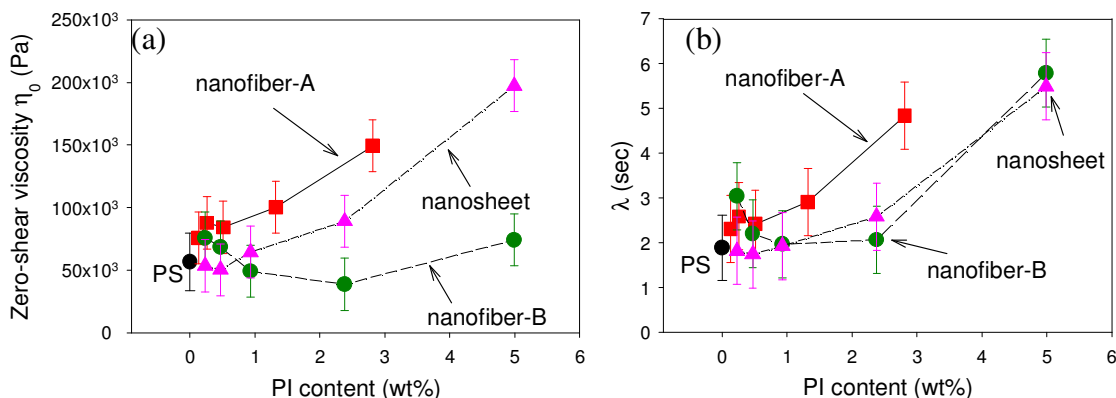 (a)
Zero-shear viscosity η0 (Pa)
250x10³
200x10³
150x10³
100x10³
50x10³
0
nanofiber-A
nanosheet
PS
nanofiber-B
0 1 2 3 4 5 6
PI content (wt%)
(b)
λ (sec)
7
6
5
4
3
2
1
0
nanofiber-A
nanosheet
PS
nanofiber-B
0 1 2 3 4 5 6
PI content (wt%)